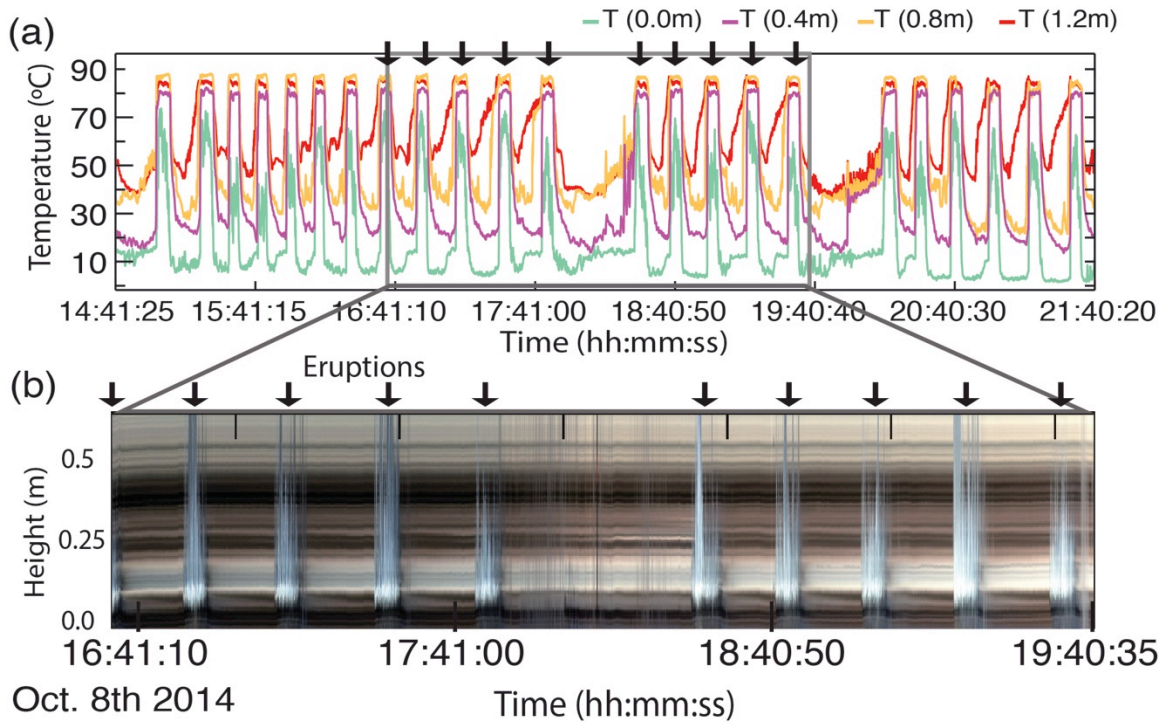 (a)
T (0.0m) T (0.4m) T (0.8m) T (1.2m)
Temperature (oC)
90
70
50
30
10
14:41:25 15:41:15 16:41:10 17:41:00 18:40:50 19:40:40 20:40:30 21:40:20
Time (hh:mm:ss)
(b)
Eruptions
Height (m)
0.5
0.25
0.0
16:41:10 17:41:00 18:40:50 19:40:35
Oct. 8th 2014 Time (hh:mm:ss)